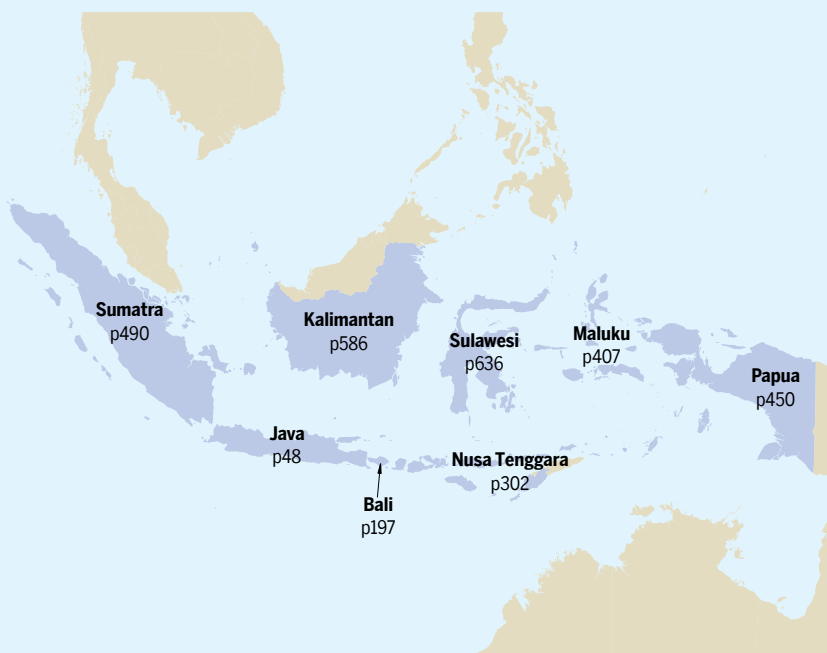 Sumatra
p490
Kalimantan
p586
Sulawesi
p636
Maluku
p407
Papua
p450
Java
p48
Nusa Tenggara
p302
Bali
p197